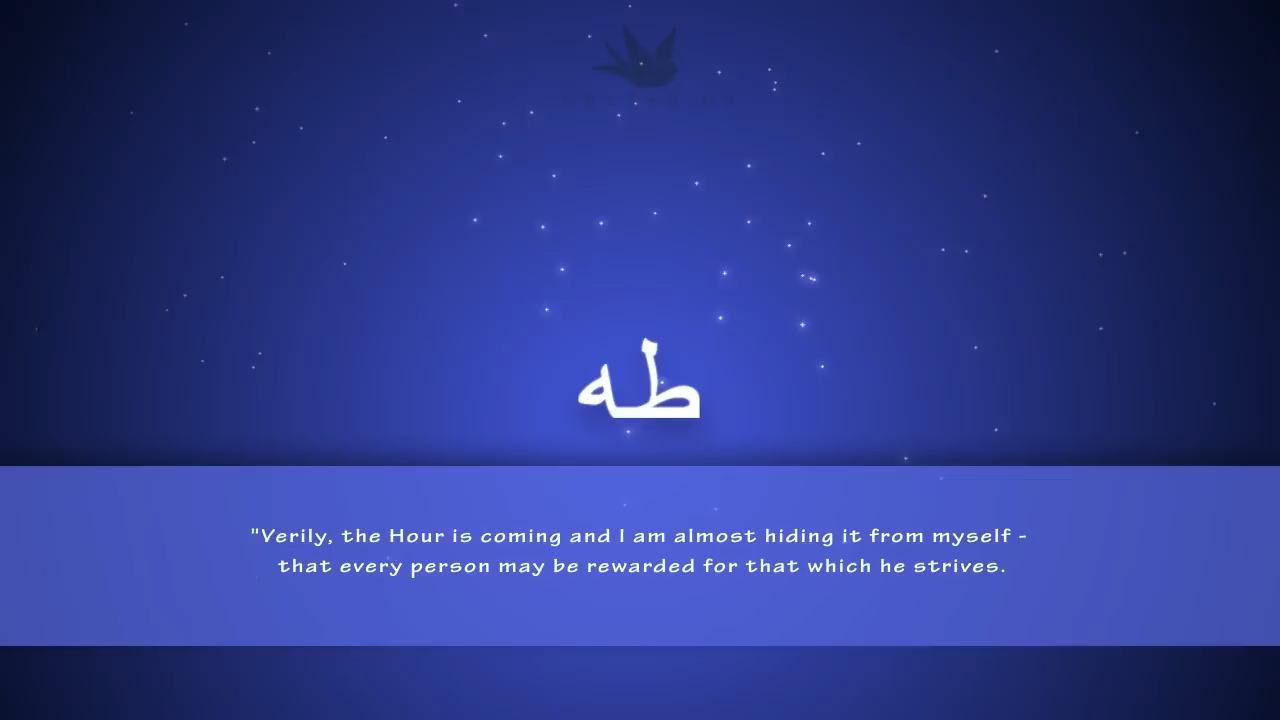 طه
"Verily, the Hour is coming and I am almost hiding it from myself -
that every person may be rewarded for that which he strives.